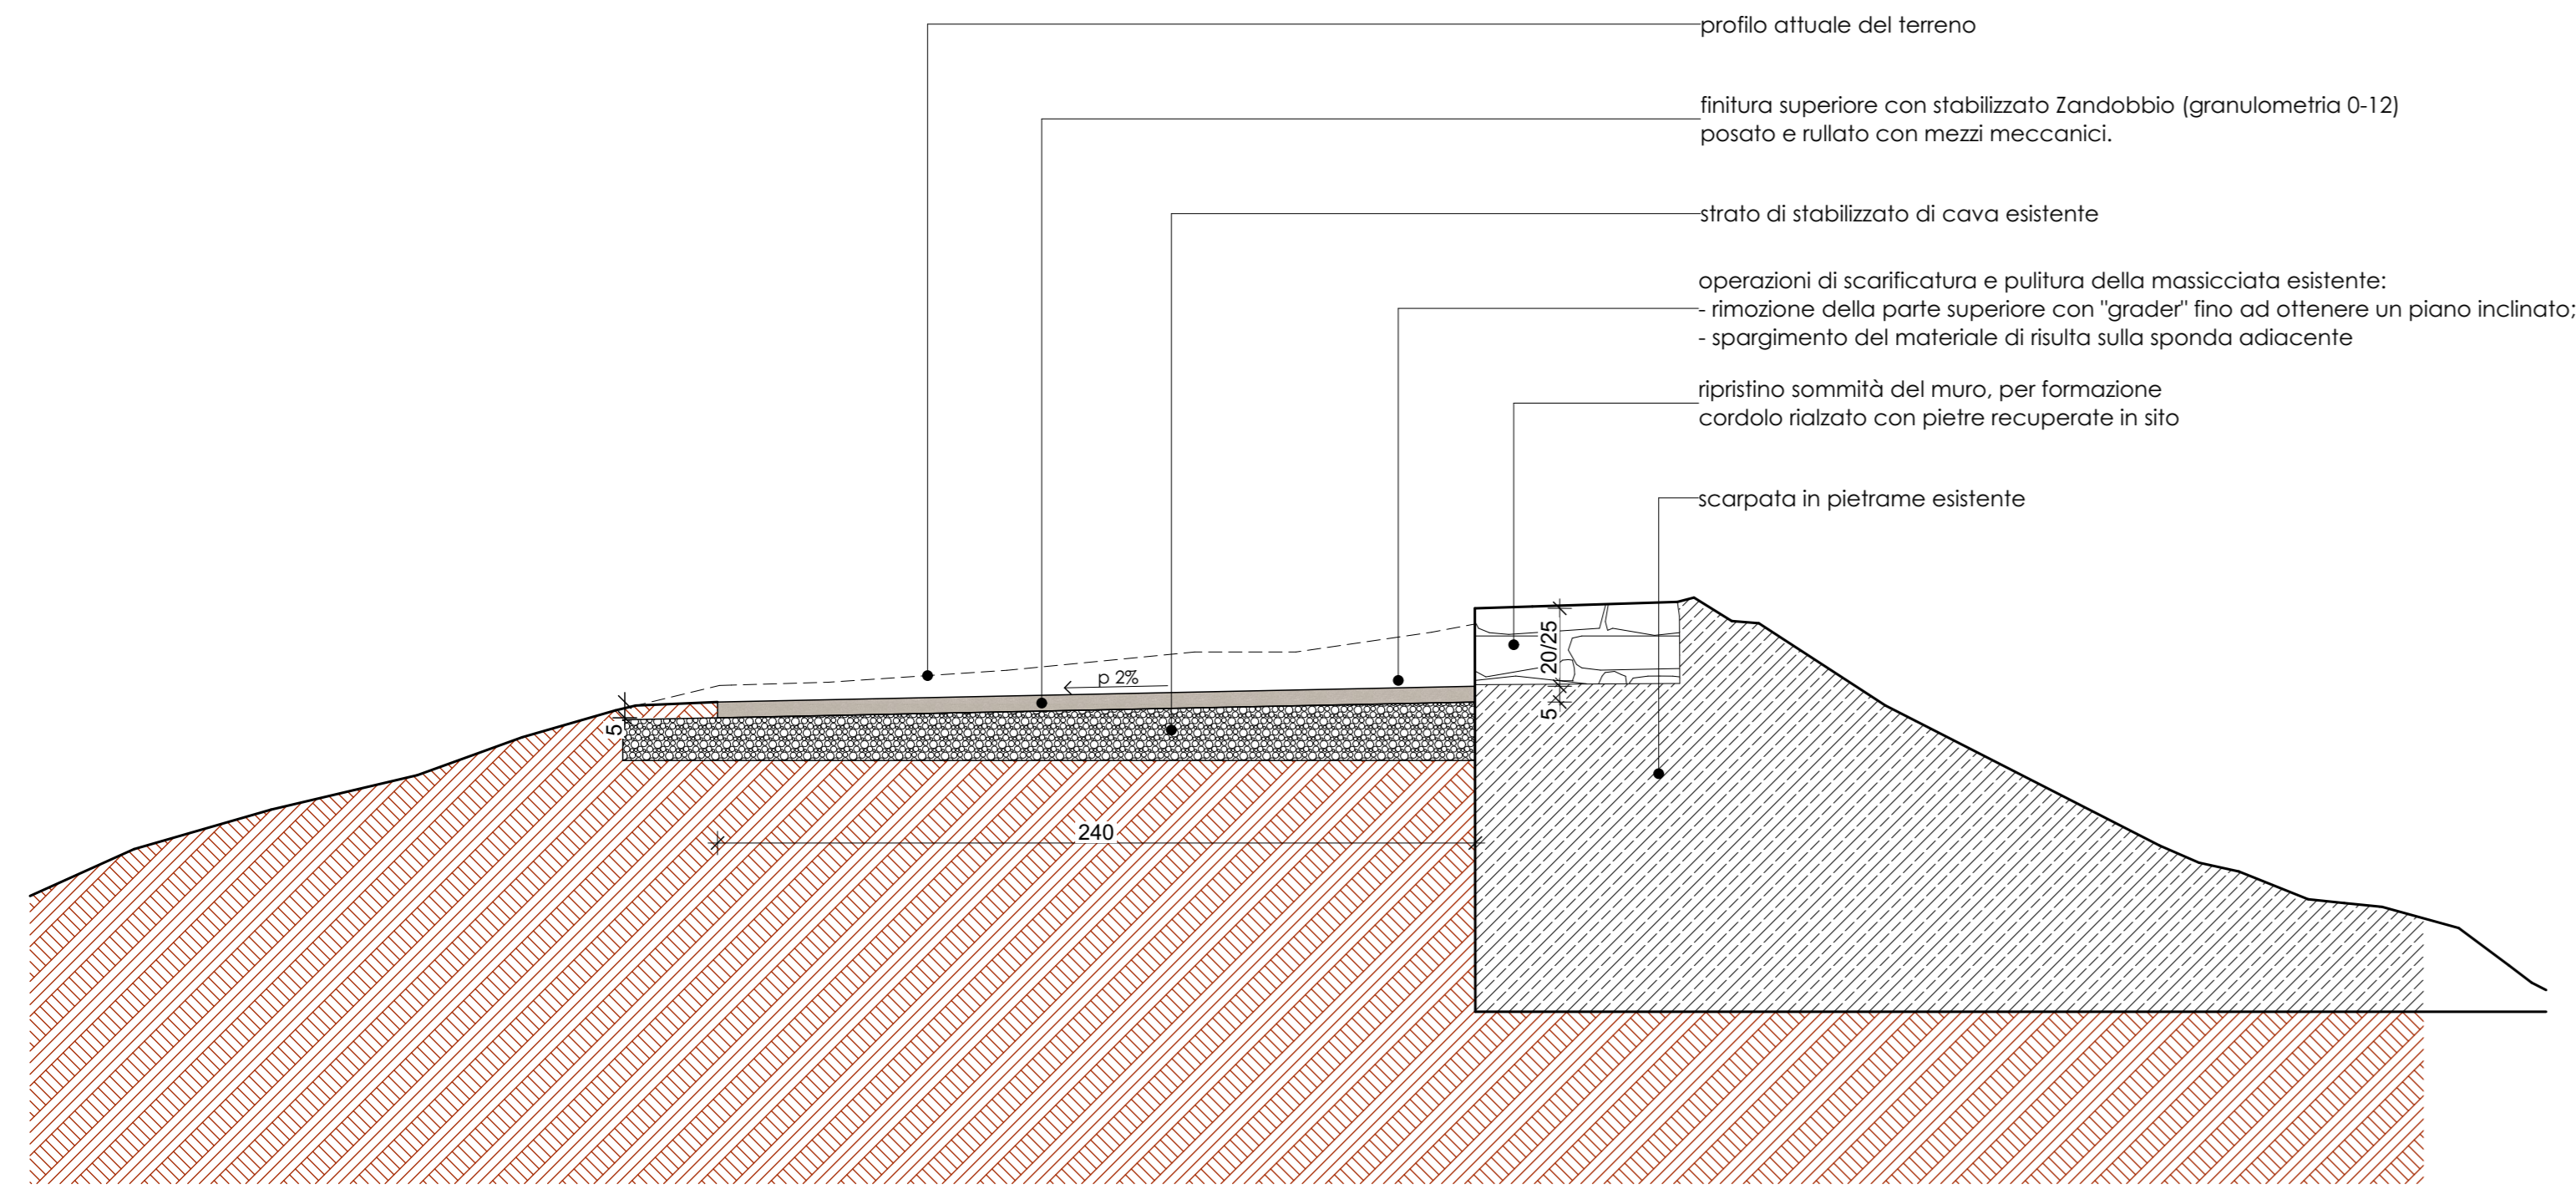 profilo attuale del terreno
finitura superiore con stabilizzato Zandobbio (granulometria 0-12)
posato e rullato con mezzi meccanici.
strato di stabilizzato di cava esistente
operazioni di scarificatura e pulitura della massicciata esistente:
- rimozione della parte superiore con "grader" fino ad ottenere un piano inclinato;
- spargimento del materiale di risulta sulla sponda adiacente
ripristino sommità del muro, per formazione
cordolo rialzato con pietre recuperate in sito
scarpata in pietrame esistente
20/25
p 2%
5
5
240